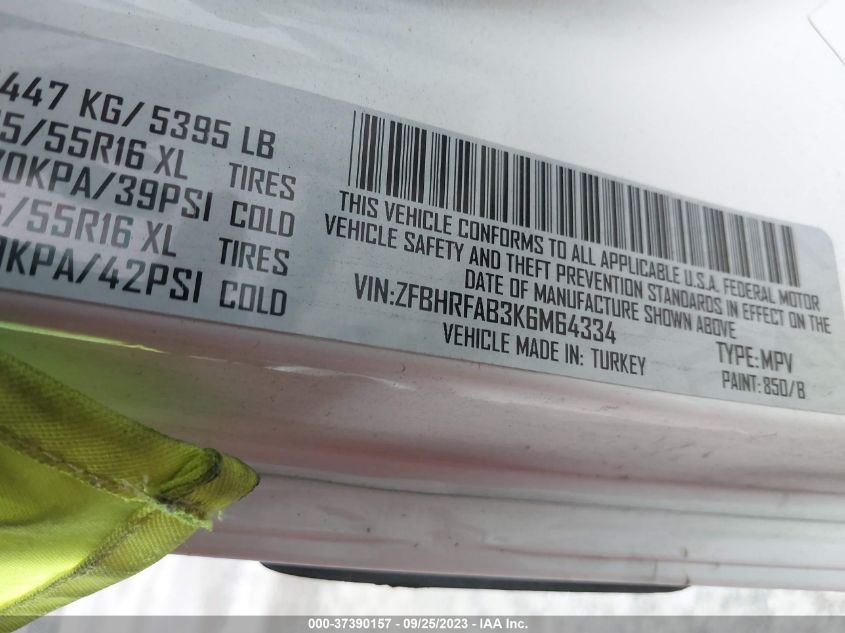 447 KG/ 5395 LB
5/55R16 XL TIRES
0KPA/39PSI COLD
5/55R16 XL TIRES
0KPA/42PSI COLD
THIS VEHICLE CONFORMS TO ALL APPLICABLE U.S.A. FEDERAL MOTOR
VEHICLE SAFETY AND THEFT PREVENTION STANDARDS IN EFFECT ON THE
DATE OF MANUFACTURE SHOWN ABOVE
VIN:ZFBHRFAB3K6M64334
TYPE:MPV
VEHICLE MADE IN: TURKEY
PAINT:850/B
000-37390157 - 09/25/2023 - IAA Inc.